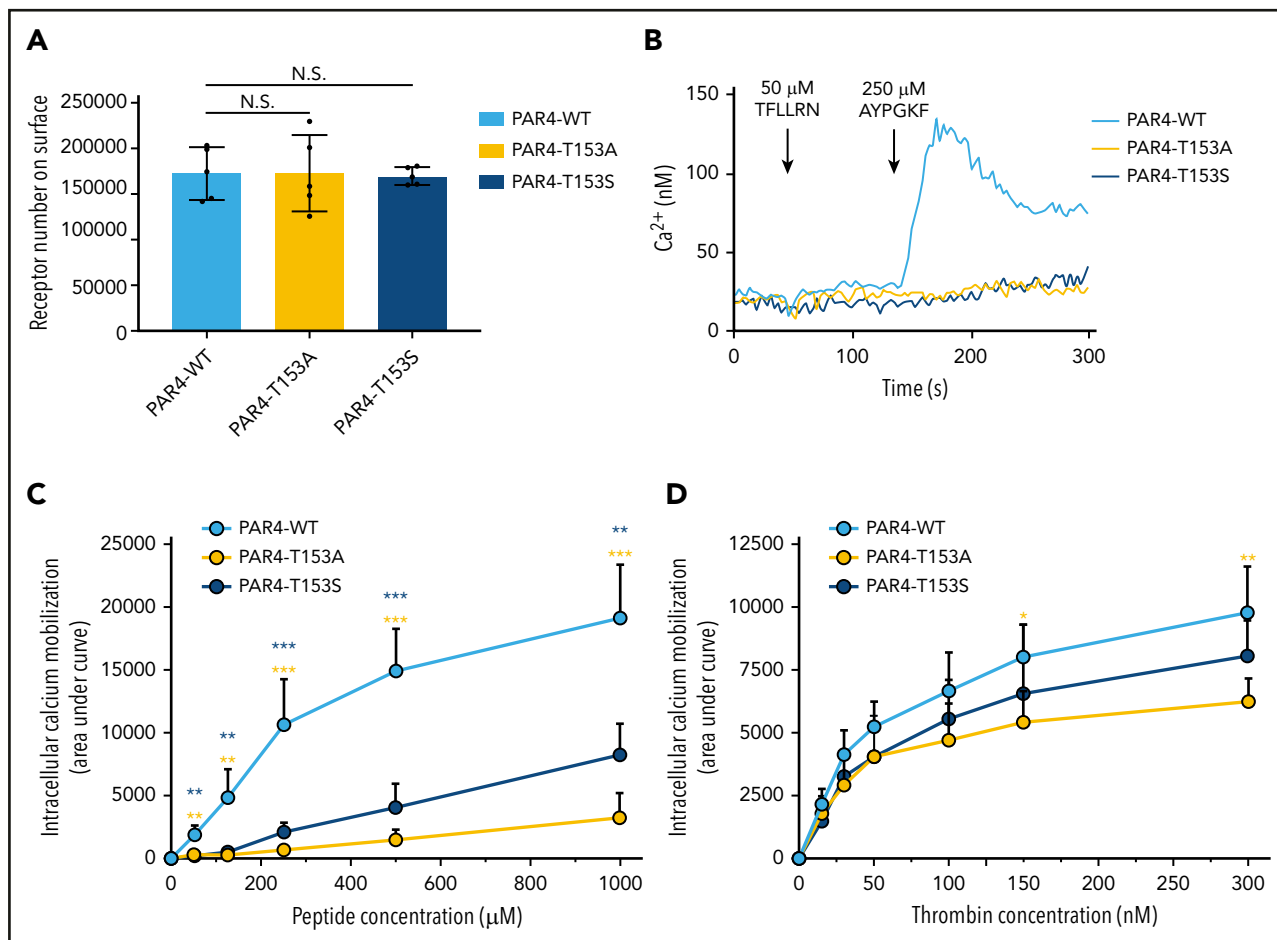 A
N.S.
N.S.
250000
200000
150000
100000
50000
0
Receptor number on surface
PAR4-WT
PAR4-T153A
PAR4-T153S
PAR4-WT
PAR4-T153A
PAR4-T153S
B
50 μM
TFLLRN
250 μM
AYPGKF
PAR4-WT
PAR4-T153A
PAR4-T153S
150
100
50
0
Ca2+ (nM)
0
100
200
300
Time (s)
C
PAR4-WT
PAR4-T153A
PAR4-T153S
25000
20000
15000
10000
5000
0
Intracellular calcium mobilization
(area under curve)
**
**
**
**
***
***
***
***
**
***
0
200
400
600
800
1000
Peptide concentration (μM)
D
PAR4-WT
PAR4-T153A
PAR4-T153S
12500
10000
7500
5000
2500
0
Intracellular calcium mobilization
(area under curve)
*
**
0
50
100
150
200
250
300
Thrombin concentration (nM)